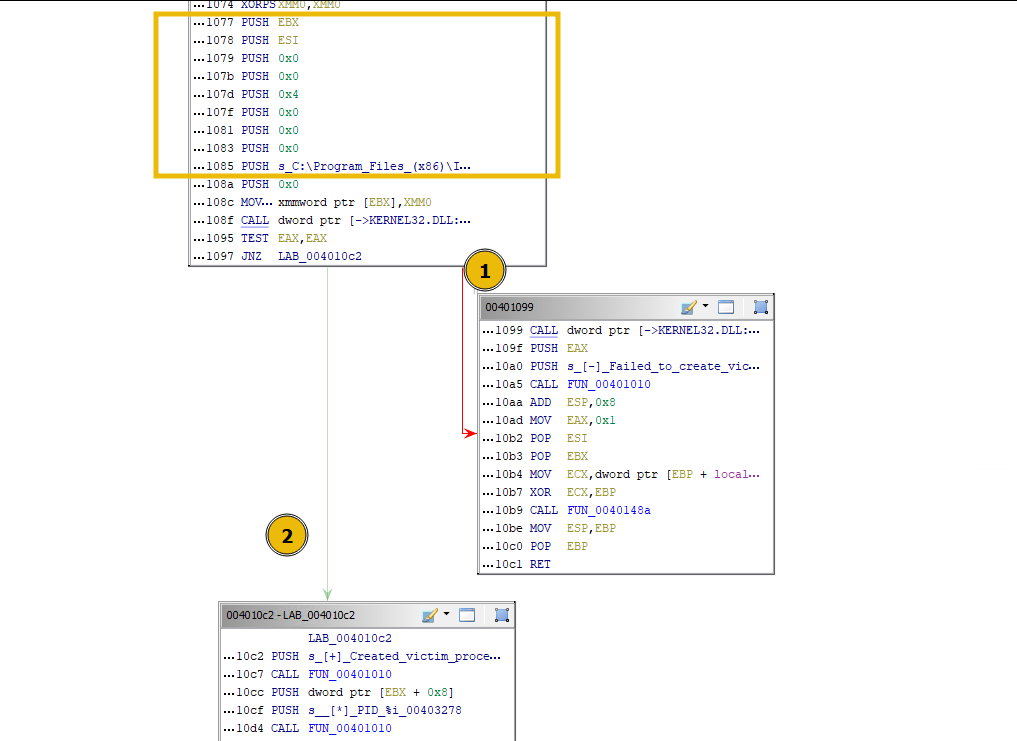 ...1074 XORPS XMM0,XMM0
...1077 PUSH EBX
...1078 PUSH ESI
...1079 PUSH 0x0
...107b PUSH 0x0
...107d PUSH 0x4
...107f PUSH 0x0
...1081 PUSH 0x0
...1083 PUSH 0x0
...1085 PUSH s_C:\Program_Files_(x86)\I...
...108a PUSH 0x0
...108c MOV... xmmword ptr [EBX],XMM0
...108f CALL dword ptr [->KERNEL32.DLL:...
...1095 TEST EAX,EAX
...1097 JNZ LAB_004010c2
1
00401099
...1099 CALL dword ptr [->KERNEL32.DLL:...
...109f PUSH EAX
...10a0 PUSH s_[-]_Failed_to_create_vic...
...10a5 CALL FUN_00401010
...10aa ADD ESP,0x8
...10ad MOV EAX,0x1
...10b2 POP ESI
...10b3 POP EBX
...10b4 MOV ECX,dword ptr [EBP + local...
...10b7 XOR ECX,EBP
...10b9 CALL FUN_0040148a
...10be MOV ESP,EBP
...10c0 POP EBP
...10c1 RET
2
004010c2 - LAB_004010c2
LAB_004010c2
...10c2 PUSH s_[+]_Created_victim_proce...
...10c7 CALL FUN_00401010
...10cc PUSH dword ptr [EBX + 0x8]
...10cf PUSH s__[*]_PID_%i_00403278
...10d4 CALL FUN_00401010